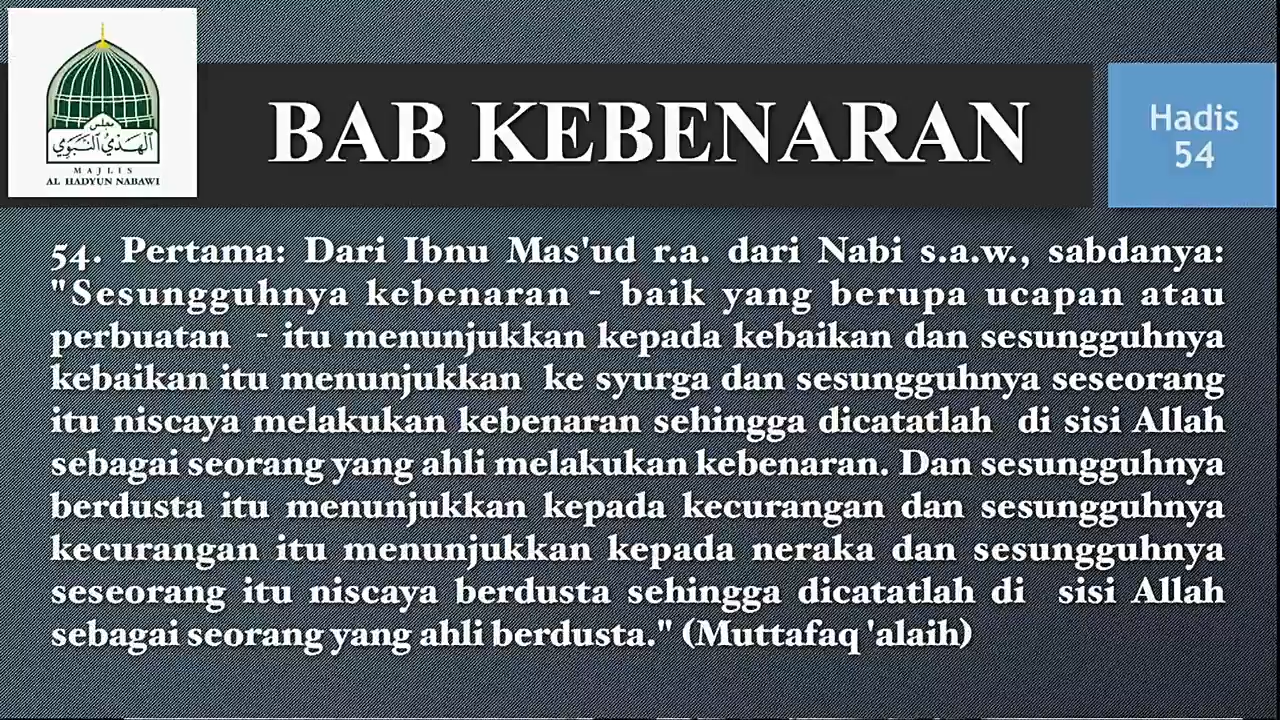 مجلس
الهدي النبوي
MAJLIS
AL HADYUN NABAWI
BAB KEBENARAN
Hadis
54
54. Pertama: Dari Ibnu Mas'ud r.a. dari Nabi s.a.w., sabdanya:
"Sesungguhnya kebenaran - baik yang berupa ucapan atau
perbuatan - itu menunjukkan kepada kebaikan dan sesungguhnya
kebaikan itu menunjukkan ke syurga dan sesungguhnya seseorang
itu niscaya melakukan kebenaran sehingga dicatatlah di sisi Allah
sebagai seorang yang ahli melakukan kebenaran. Dan sesungguhnya
berdusta itu menunjukkan kepada kecurangan dan sesungguhnya
kecurangan itu menunjukkan kepada neraka dan sesungguhnya
seseorang itu niscaya berdusta sehingga dicatatlah di sisi Allah
sebagai seorang yang ahli berdusta." (Muttafaq 'alaih)